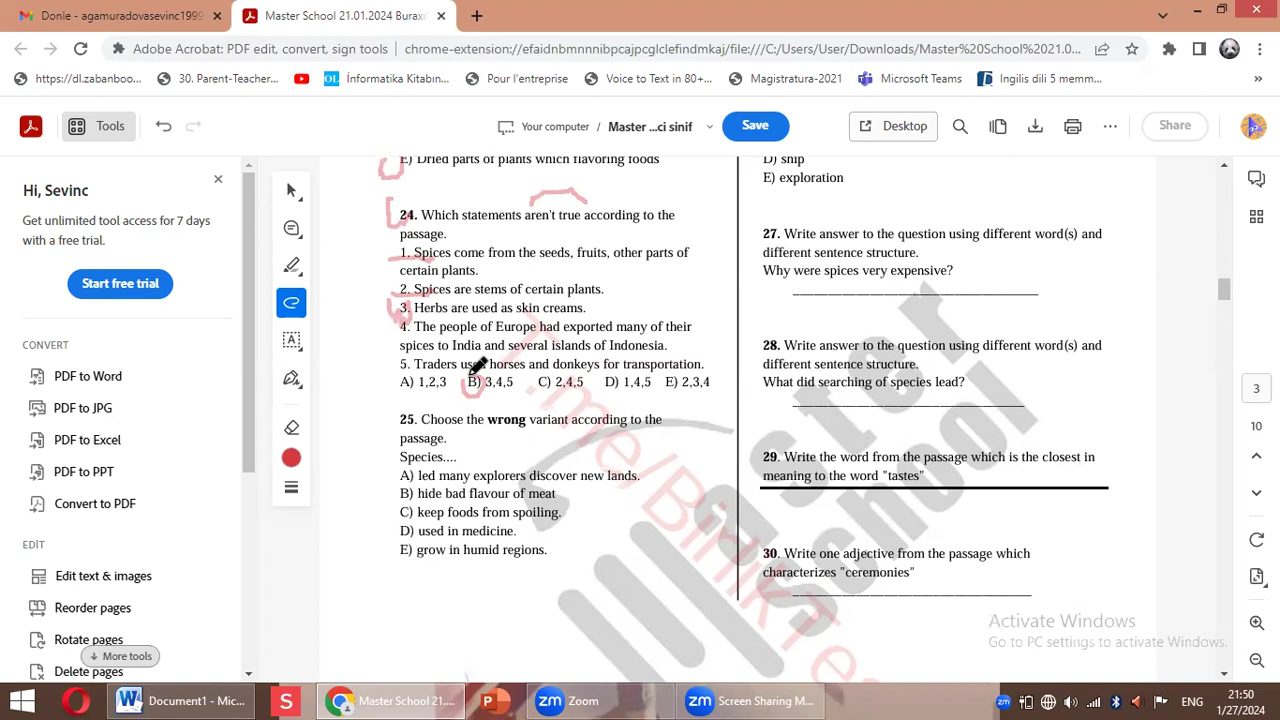 Donle - agamuradovasevinc1999
Master School 21.01.2024 Buraxı
Adobe Acrobat: PDF edit, convert, sign tools | chrome-extension://efaidnbmnnnibpcajpcglclefindmkaj/file:///C:/Users/User/Downloads/Master%20School%2021.0...
https://dl.zabanboo...
30. Parent-Teacher...
İnformatika Kitabın...
Pour l'entreprise
Voice to Text in 80+...
Magistratura-2021
Microsoft Teams
Ingilis dili 5 memm...
»
Tools
Your computer / Master ...ci sinif
Save
Desktop
Share
Hi, Sevinc
Get unlimited tool access for 7 days
with a free trial.
Start free trial
CONVERT
PDF to Word
PDF to JPG
PDF to Excel
PDF to PPT
Convert to PDF
EDIT
Edit text & images
Reorder pages
Rotate pages
More tools
Delete pages
E) Dried parts of plants which flavoring foods
24. Which statements aren't true according to the
passage.
1. Spices come from the seeds, fruits, other parts of
certain plants.
2. Spices are stems of certain plants.
3. Herbs are used as skin creams.
4. The people of Europe had exported many of their
spices to India and several islands of Indonesia.
5. Traders used horses and donkeys for transportation.
A) 1,2,3 B) 3,4,5 C) 2,4,5 D) 1,4,5 E) 2,3,4
25. Choose the wrong variant according to the
passage.
Species....
A) led many explorers discover new lands.
B) hide bad flavour of meat
C) keep foods from spoiling.
D) used in medicine.
E) grow in humid regions.
D) ship
E) exploration
27. Write answer to the question using different word(s) and
different sentence structure.
Why were spices very expensive?
28. Write answer to the question using different word(s) and
different sentence structure.
What did searching of species lead?
29. Write the word from the passage which is the closest in
meaning to the word "tastes"
30. Write one adjective from the passage which
characterizes "ceremonies"
3
10
Activate Windows
Go to PC settings to activate Windows.
Document1 - Mic...
Master School 21....
Zoom
Screen Sharing M...
ENG
21:50
1/27/2024